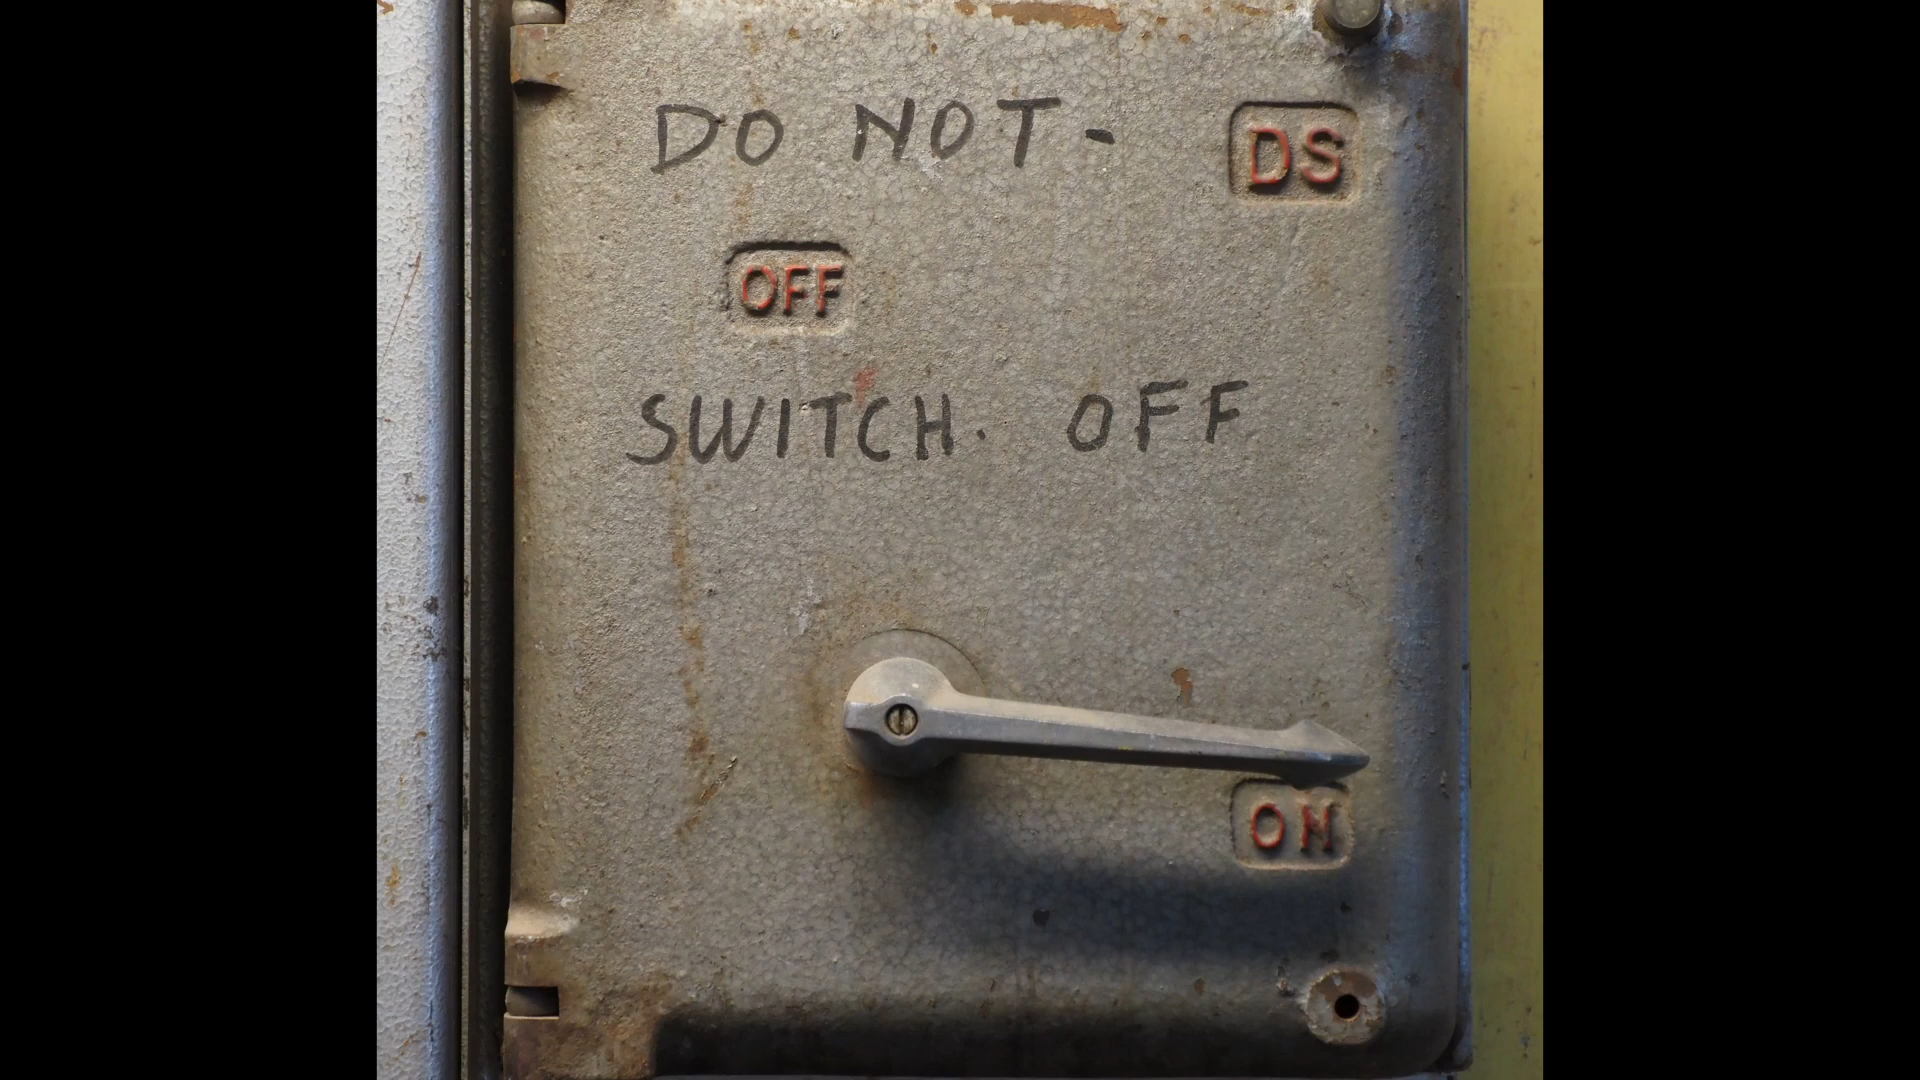 DO NOT -
DS
OFF
SWITCH. OFF
ON